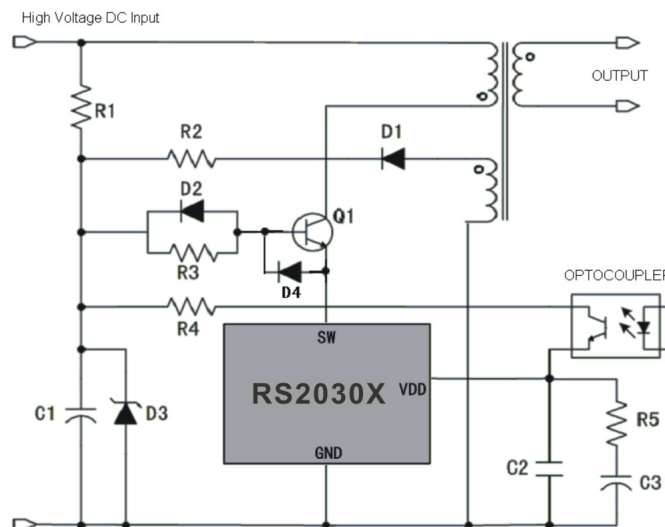 High Voltage DC Input
OUTPUT
R1
R2
D1
D2
Q1
R3
D4
OPTOCOUPLER
R4
SW
RS2030X
VDD
C1
D3
R5
GND
C2
C3